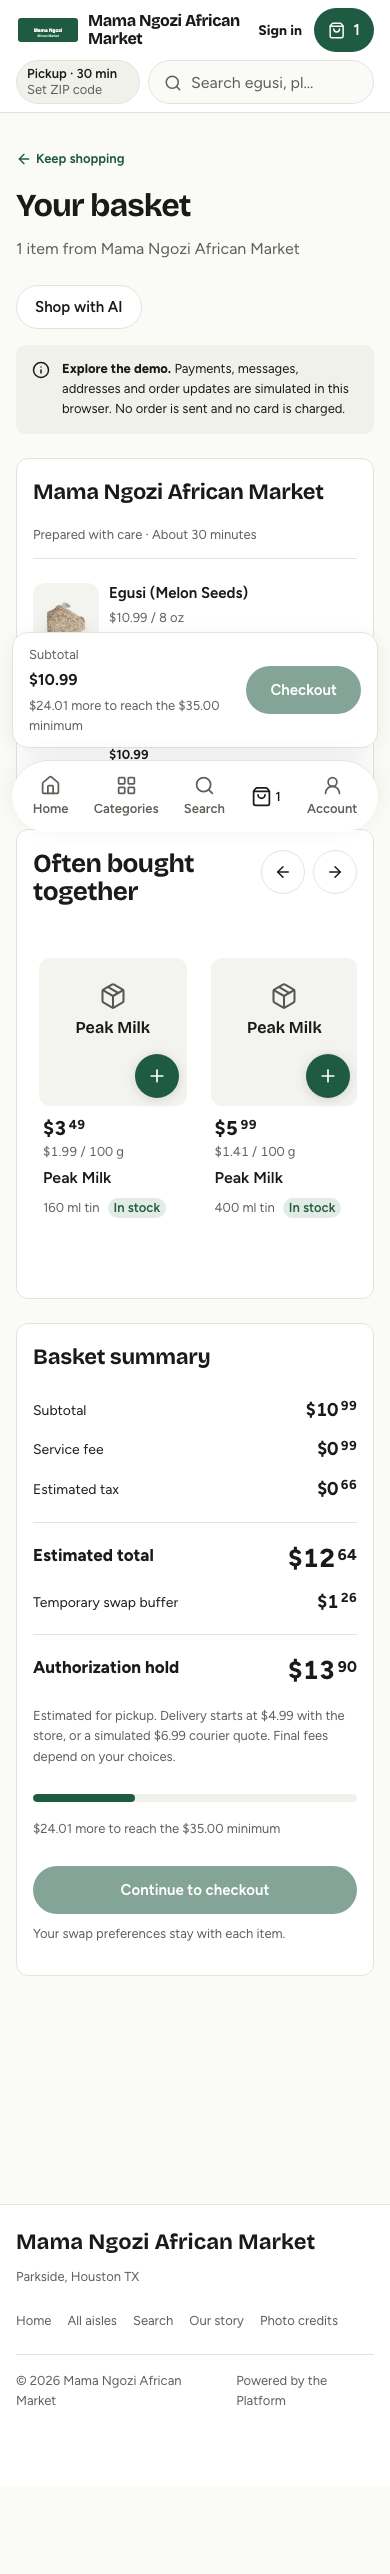 Mama Ngozi
African Market
Mama Ngozi African
Market
Sign in
1
Pickup · 30 min
Set ZIP code
Search egusi, pl...
Keep shopping
Your basket
1 item from Mama Ngozi African Market
Shop with AI
Explore the demo. Payments, messages,
addresses and order updates are simulated in this
browser. No order is sent and no card is charged.
Mama Ngozi African Market
Prepared with care · About 30 minutes
Egusi (Melon Seeds)
$10.99 / 8 oz
Subtotal
$10.99
$24.01 more to reach the $35.00
minimum
Checkout
$10.99
Home
Categories
Search
1
Account
Often bought
together
Peak Milk
Peak Milk
$3 49
$1.99 / 100 g
Peak Milk
160 ml tin In stock
$5 99
$1.41 / 100 g
Peak Milk
400 ml tin In stock
Basket summary
Subtotal $10 99
Service fee $0 99
Estimated tax $0 66
Estimated total $12 64
Temporary swap buffer $1 26
Authorization hold $13 90
Estimated for pickup. Delivery starts at $4.99 with the
store, or a simulated $6.99 courier quote. Final fees
depend on your choices.
$24.01 more to reach the $35.00 minimum
Continue to checkout
Your swap preferences stay with each item.
Mama Ngozi African Market
Parkside, Houston TX
Home All aisles Search Our story Photo credits
© 2026 Mama Ngozi African
Market
Powered by the
Platform